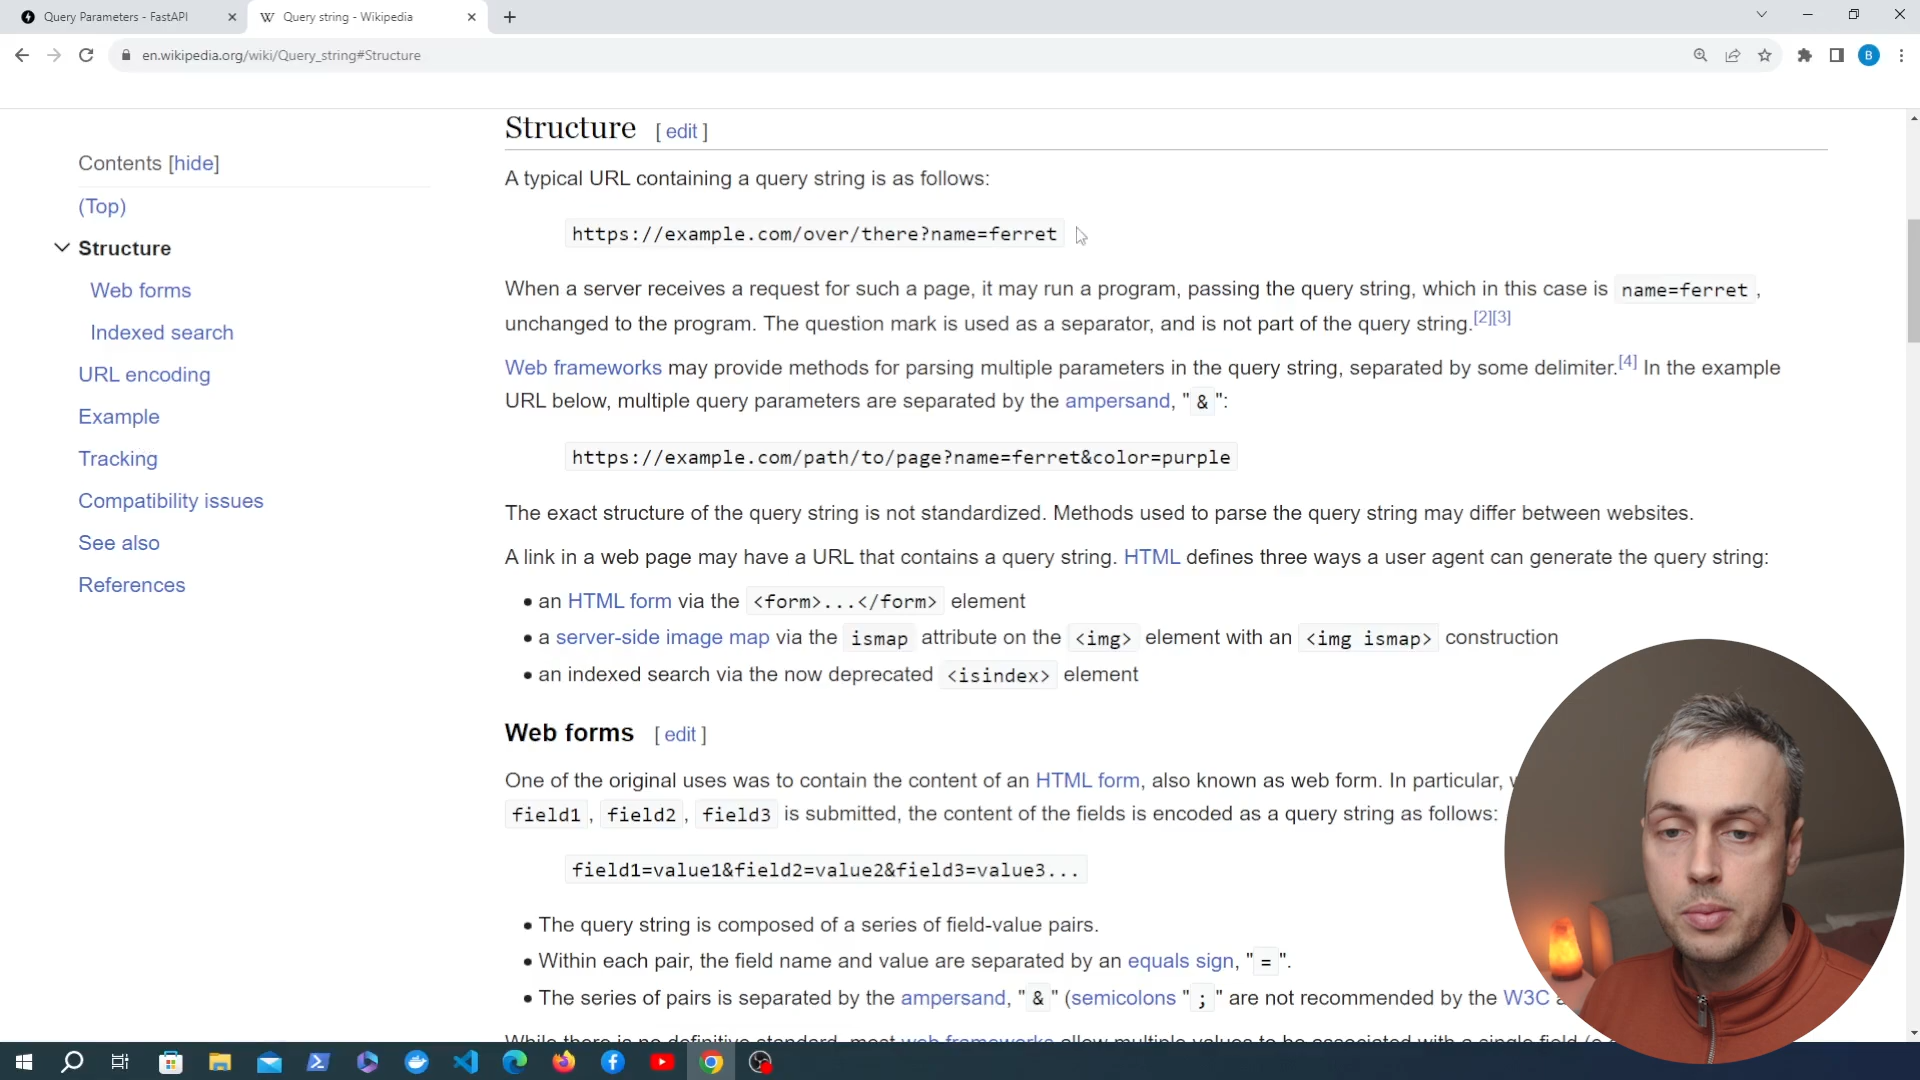 Query Parameters - FastAPI
Query string - Wikipedia
en.wikipedia.org/wiki/Query_string#Structure
B
Contents [hide]
(Top)
Structure
Web forms
Indexed search
URL encoding
Example
Tracking
Compatibility issues
See also
References
Structure [ edit ]
A typical URL containing a query string is as follows:
https://example.com/over/there?name=ferret
When a server receives a request for such a page, it may run a program, passing the query string, which in this case is name=ferret ,
unchanged to the program. The question mark is used as a separator, and is not part of the query string.[2][3]
Web frameworks may provide methods for parsing multiple parameters in the query string, separated by some delimiter.[4] In the example
URL below, multiple query parameters are separated by the ampersand, " & ":
https://example.com/path/to/page?name=ferret&color=purple
The exact structure of the query string is not standardized. Methods used to parse the query string may differ between websites.
A link in a web page may have a URL that contains a query string. HTML defines three ways a user agent can generate the query string:
• an HTML form via the <form>...</form> element
• a server-side image map via the ismap attribute on the <img> element with an <img ismap> construction
• an indexed search via the now deprecated <isindex> element
Web forms [ edit ]
One of the original uses was to contain the content of an HTML form, also known as web form. In particular,
field1 , field2 , field3 is submitted, the content of the fields is encoded as a query string as follows:
field1=value1&field2=value2&field3=value3...
• The query string is composed of a series of field-value pairs.
• Within each pair, the field name and value are separated by an equals sign, " = ".
• The series of pairs is separated by the ampersand, " & " (semicolons " ; " are not recommended by the W3C
While there is no definitive standard, most web frameworks allow multiple values to be associated with a single field